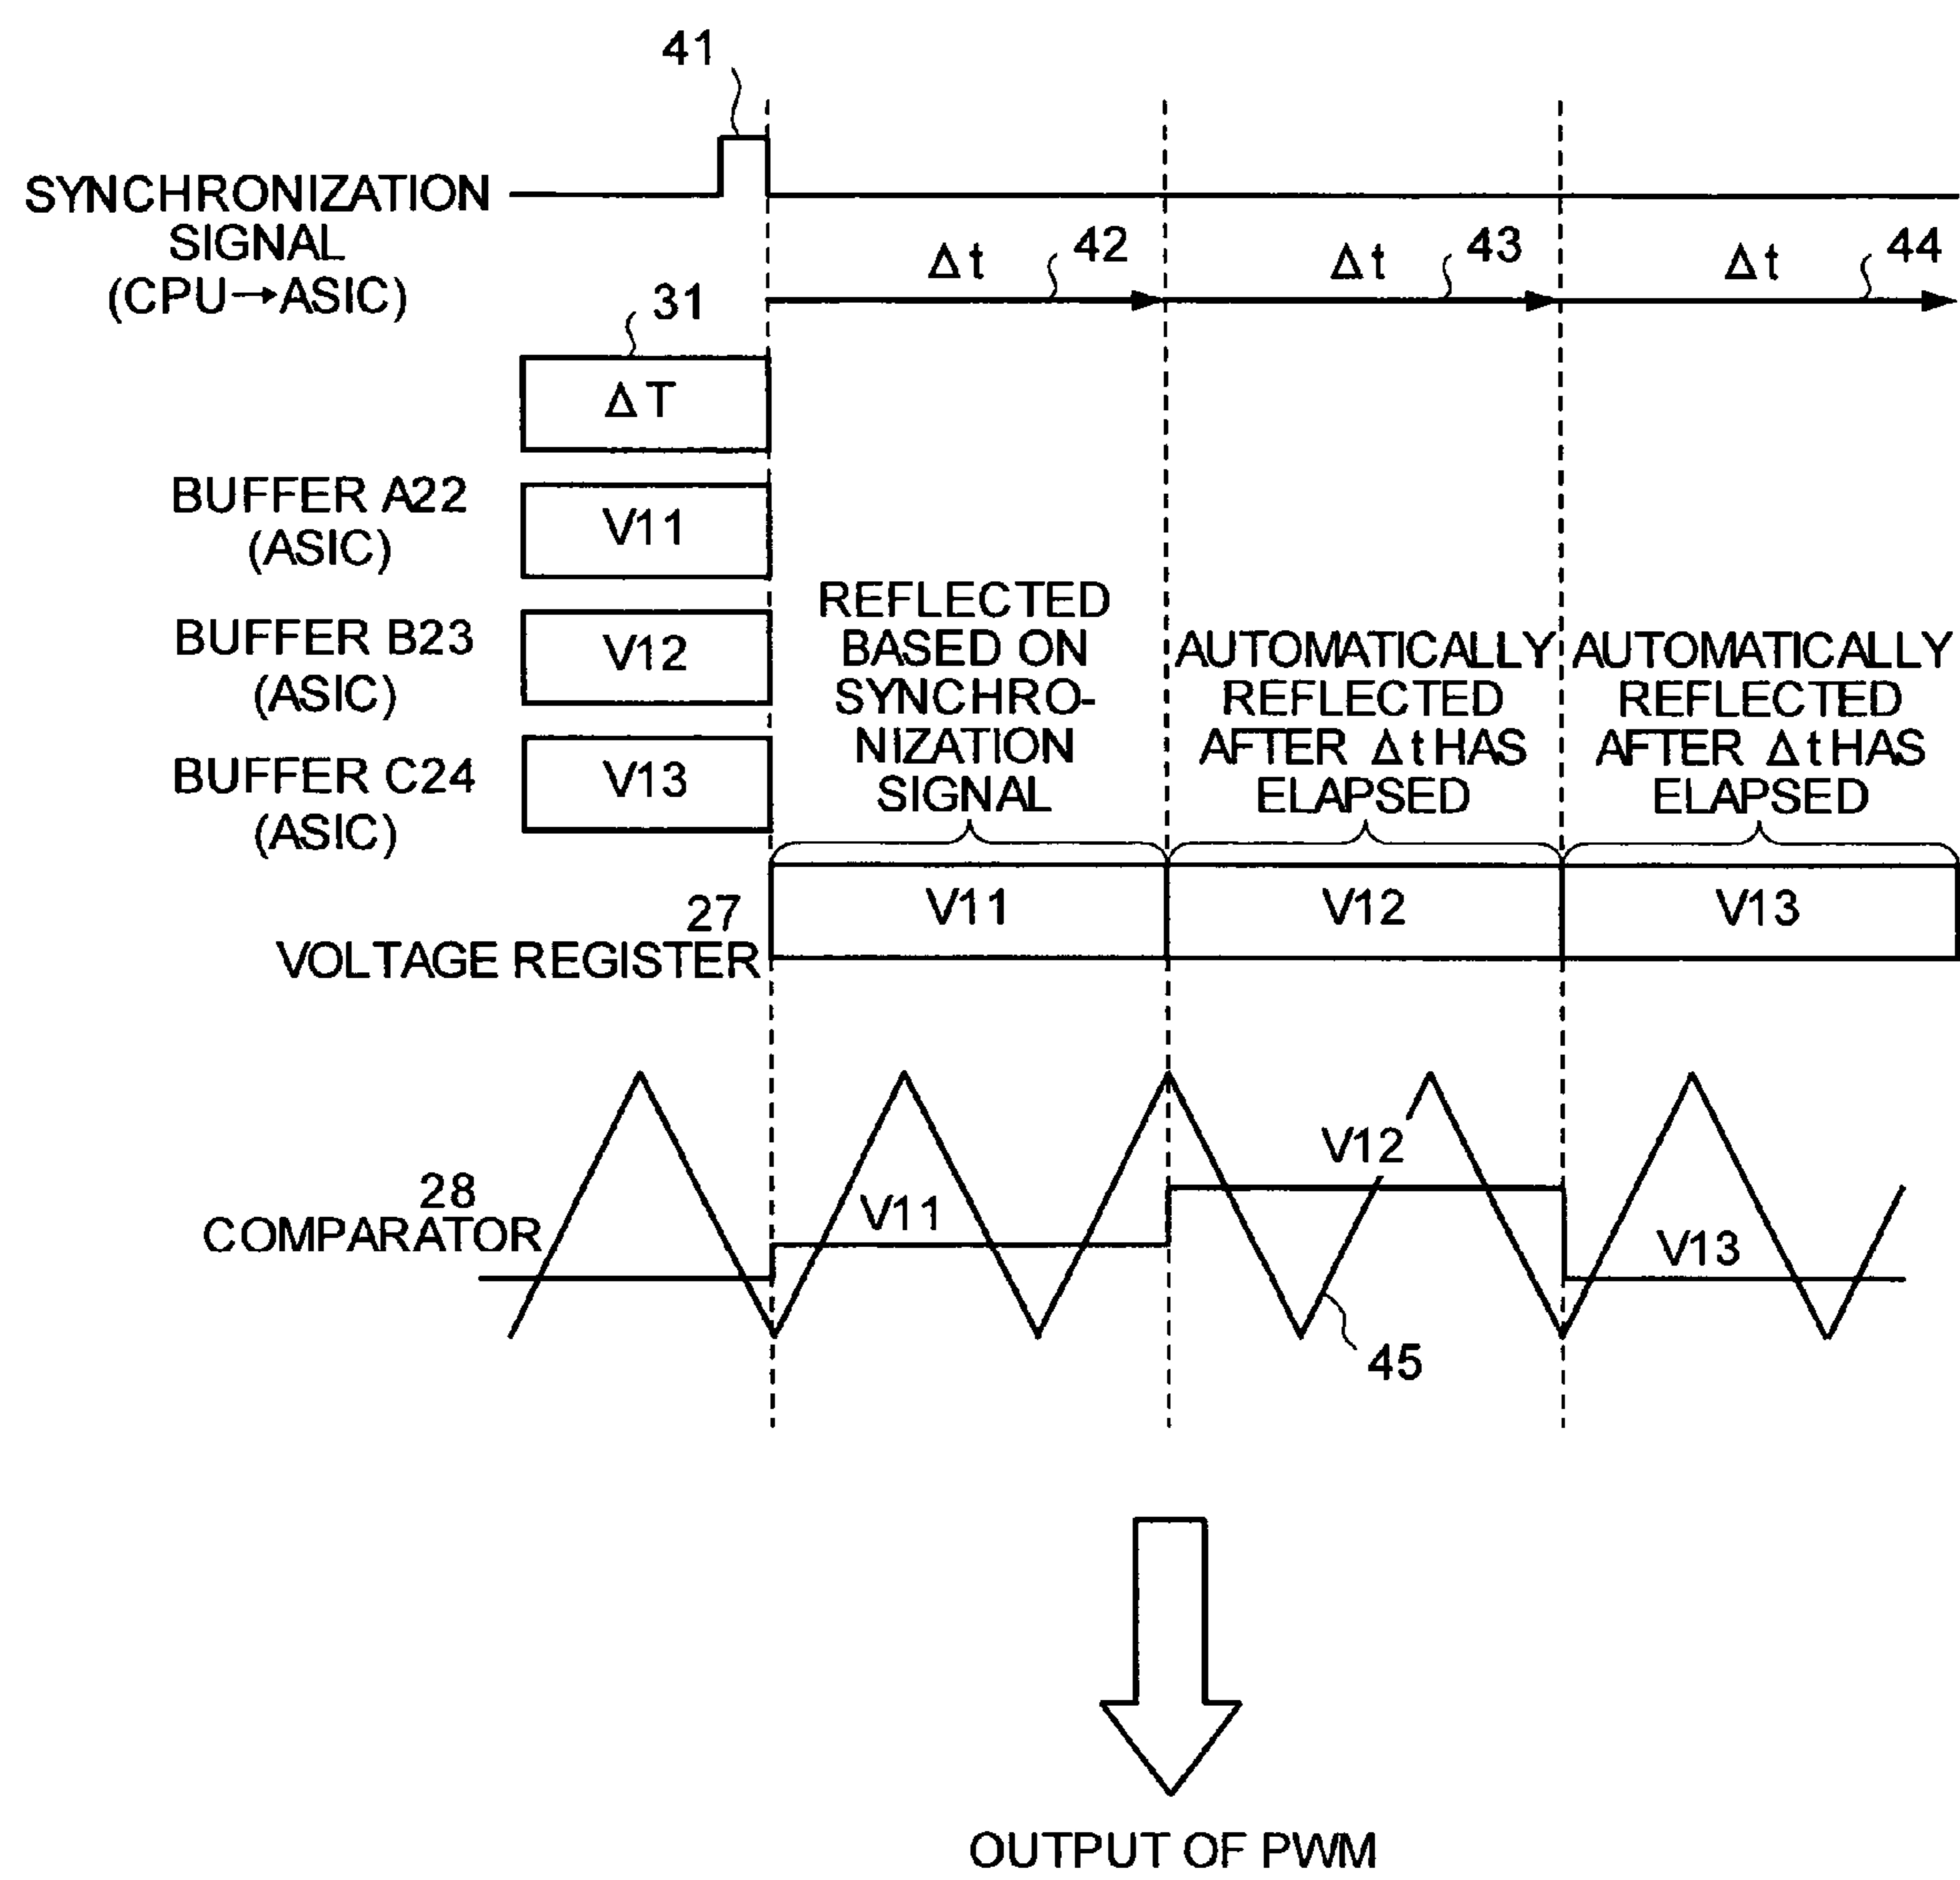 41
SYNCHRONIZATION
SIGNAL
(CPU→ASIC)
Δt
42
Δt
43
Δt
44
31
ΔT
BUFFER A22
(ASIC)
V11
BUFFER B23
(ASIC)
V12
BUFFER C24
(ASIC)
V13
REFLECTED
BASED ON
SYNCHRO-
NIZATION
SIGNAL
AUTOMATICALLY
REFLECTED
AFTER Δt HAS
ELAPSED
AUTOMATICALLY
REFLECTED
AFTER Δt HAS
ELAPSED
27
VOLTAGE REGISTER
V11
V12
V13
28
COMPARATOR
V11
V12
V13
45
OUTPUT OF PWM